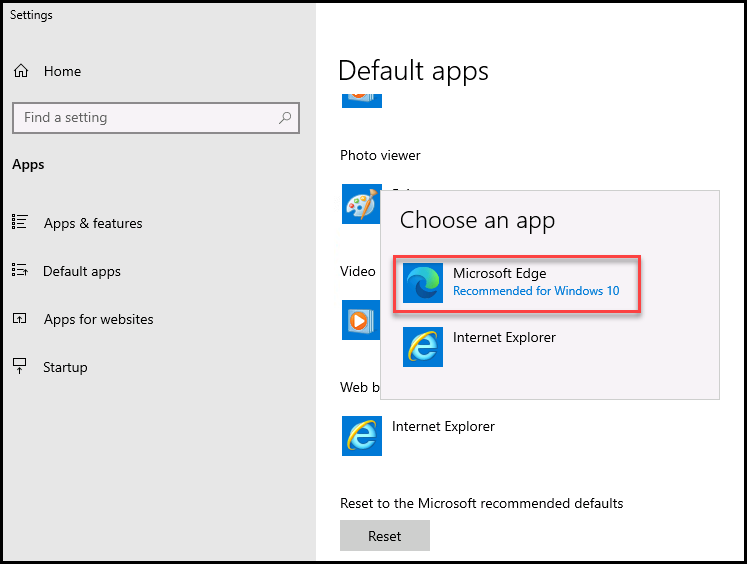 Settings
Home
Find a setting
Apps
Apps & features
Default apps
Apps for websites
Startup
Default apps
Photo viewer
Video
Web b
Choose an app
Microsoft Edge
Recommended for Windows 10
Internet Explorer
Internet Explorer
Reset to the Microsoft recommended defaults
Reset